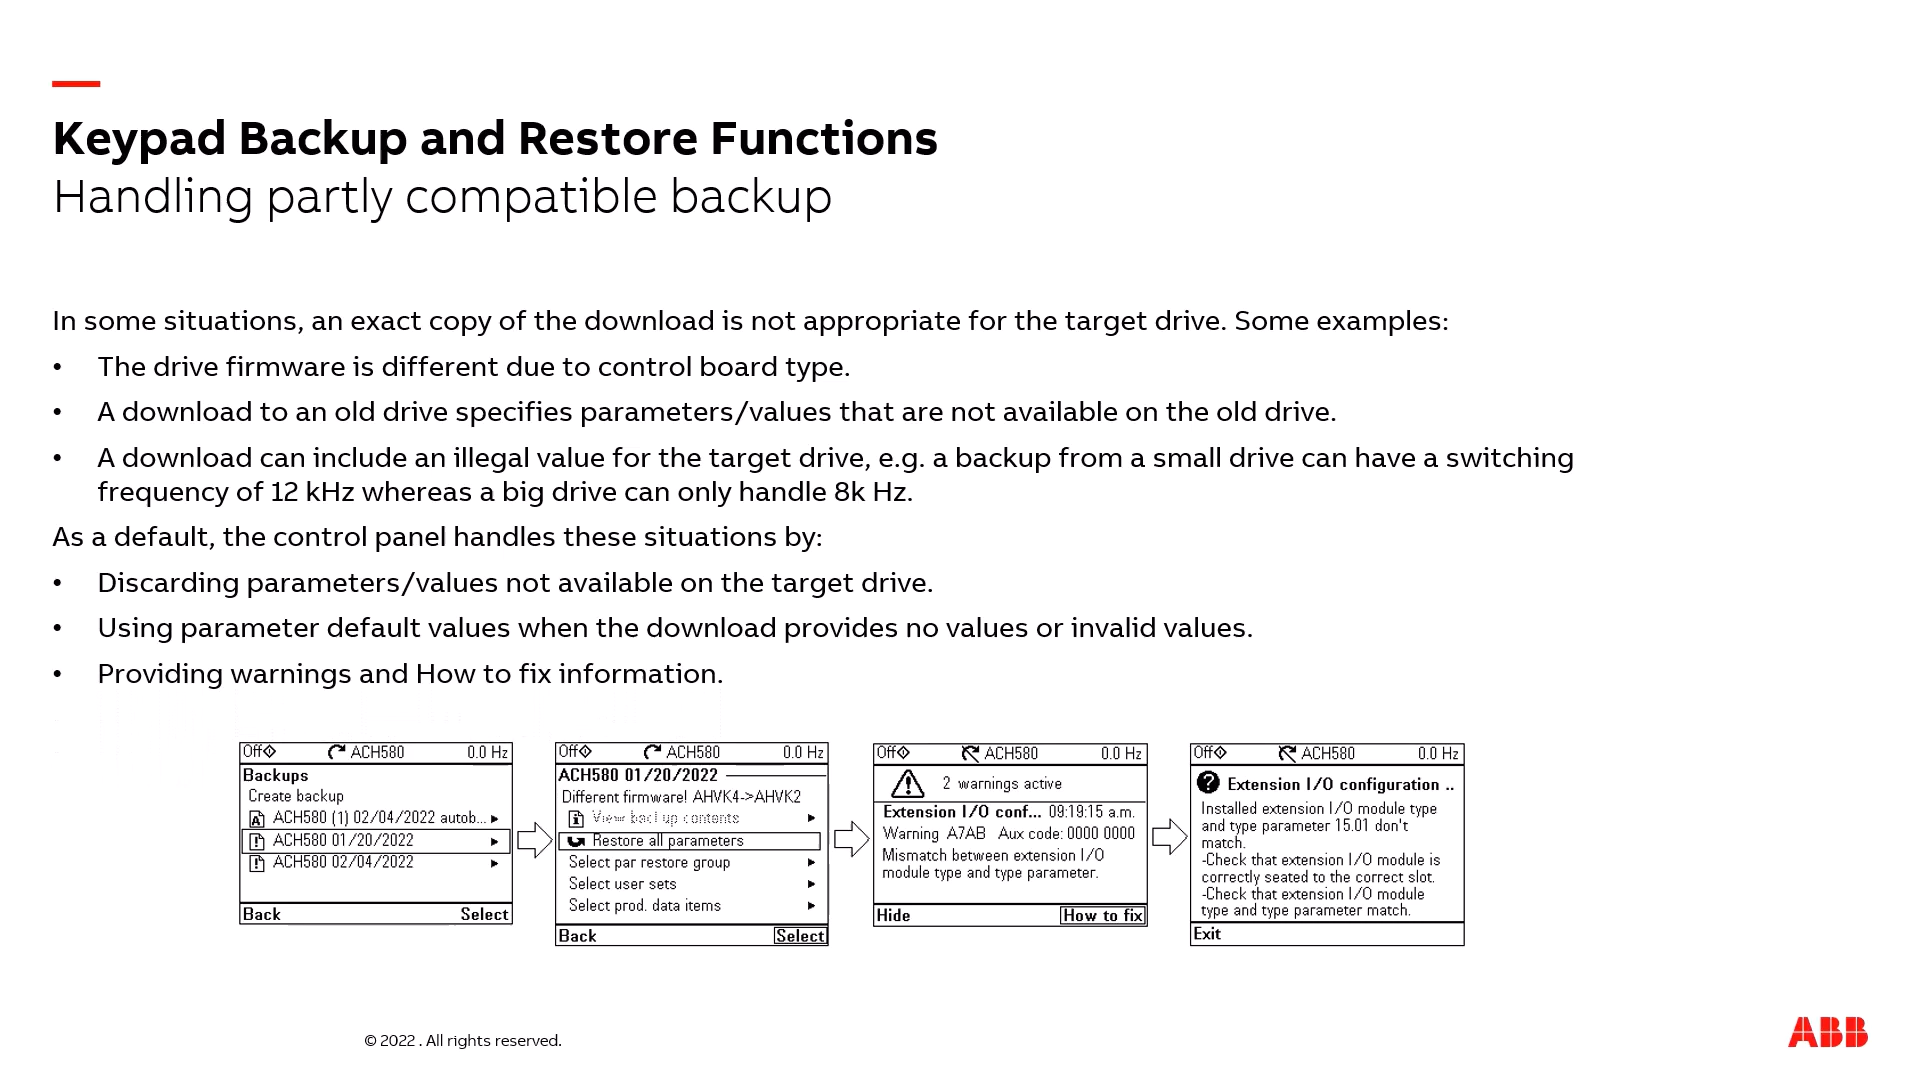 Keypad Backup and Restore Functions
Handling partly compatible backup
In some situations, an exact copy of the download is not appropriate for the target drive. Some examples:
• The drive firmware is different due to control board type.
• A download to an old drive specifies parameters/values that are not available on the old drive.
• A download can include an illegal value for the target drive, e.g. a backup from a small drive can have a switching
frequency of 12 kHz whereas a big drive can only handle 8k Hz.
As a default, the control panel handles these situations by:
• Discarding parameters/values not available on the target drive.
• Using parameter default values when the download provides no values or invalid values.
• Providing warnings and How to fix information.
Off ACH580 0.0 Hz
Backups
Create backup
ACH580 (1) 02/04/2022 autob...
ACH580 01/20/2022
ACH580 02/04/2022
Back Select
Off ACH580 0.0 Hz
ACH580 01/20/2022
Different firmware! AHVK4->AHVK2
View backup contents
Restore all parameters
Select par restore group
Select user sets
Select prod. data items
Back Select
Off ACH580 0.0 Hz
2 warnings active
Extension I/O conf... 09:19:15 a.m.
Warning A7AB Aux code: 0000 0000
Mismatch between extension I/O
module type and type parameter.
Hide How to fix
Off ACH580 0.0 Hz
Extension I/O configuration ..
Installed extension I/O module type
and type parameter 15.01 don't
match.
-Check that extension I/O module is
correctly seated to the correct slot.
-Check that extension I/O module
type and type parameter match.
Exit
© 2022 . All rights reserved.
ABB